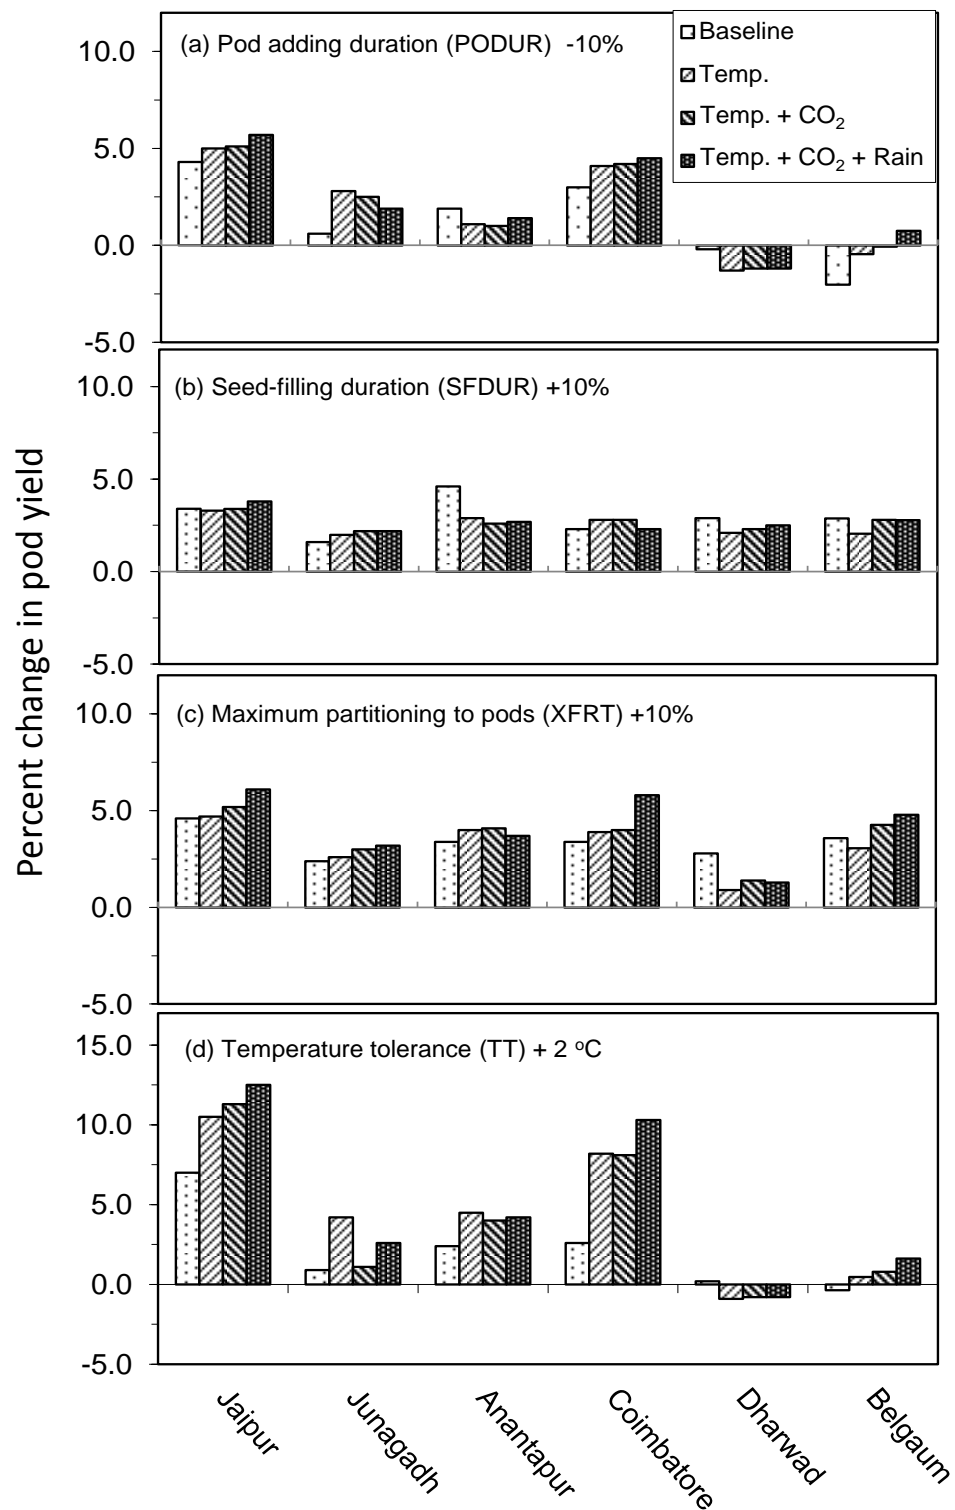 Percent change in pod yield
(a) Pod adding duration (PODUR) -10%
Baseline
Temp.
Temp. + CO₂
Temp. + CO₂ + Rain
10.0
5.0
0.0
-5.0
(b) Seed-filling duration (SFDUR) +10%
10.0
5.0
0.0
-5.0
(c) Maximum partitioning to pods (XFRT) +10%
10.0
5.0
0.0
-5.0
(d) Temperature tolerance (TT) + 2 ᵒC
15.0
10.0
5.0
0.0
-5.0
Jaipur
Junagadh
Anantapur
Coimbatore
Dharwad
Belgaum